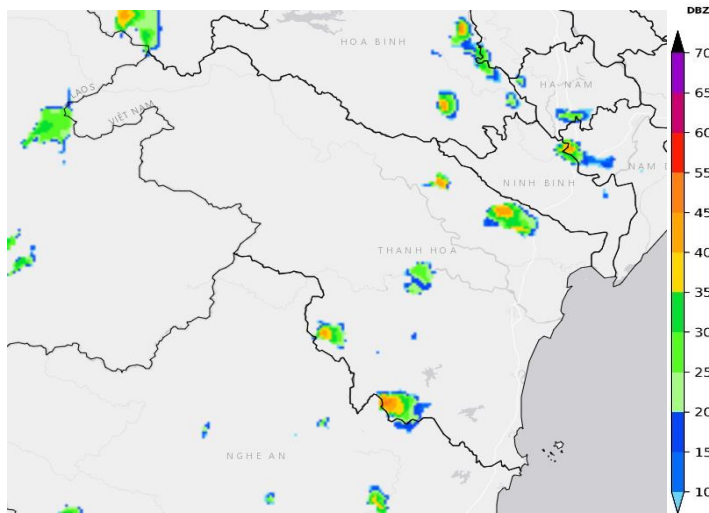 DBZ
70
65
60
55
50
45
40
35
30
25
20
15
10
HOA BINH
HA NAM
LAOS
VIỆT NAM
NAM D
NINH BINH
THANH HOA
NGHE AN